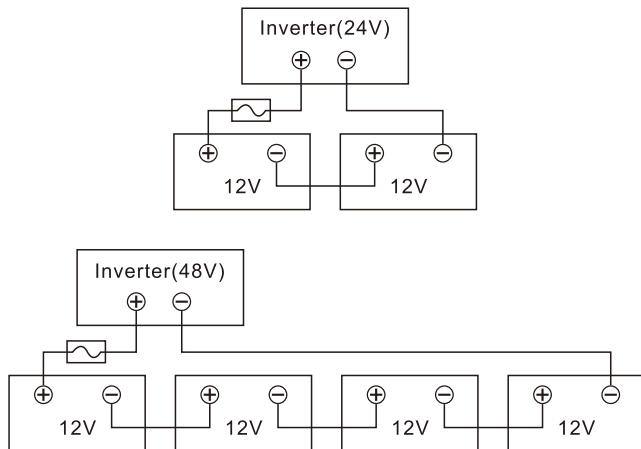 Inverter(24V)
+ −
+ − + −
12V 12V
Inverter(48V)
+ −
+ − + − + − + −
12V 12V 12V 12V